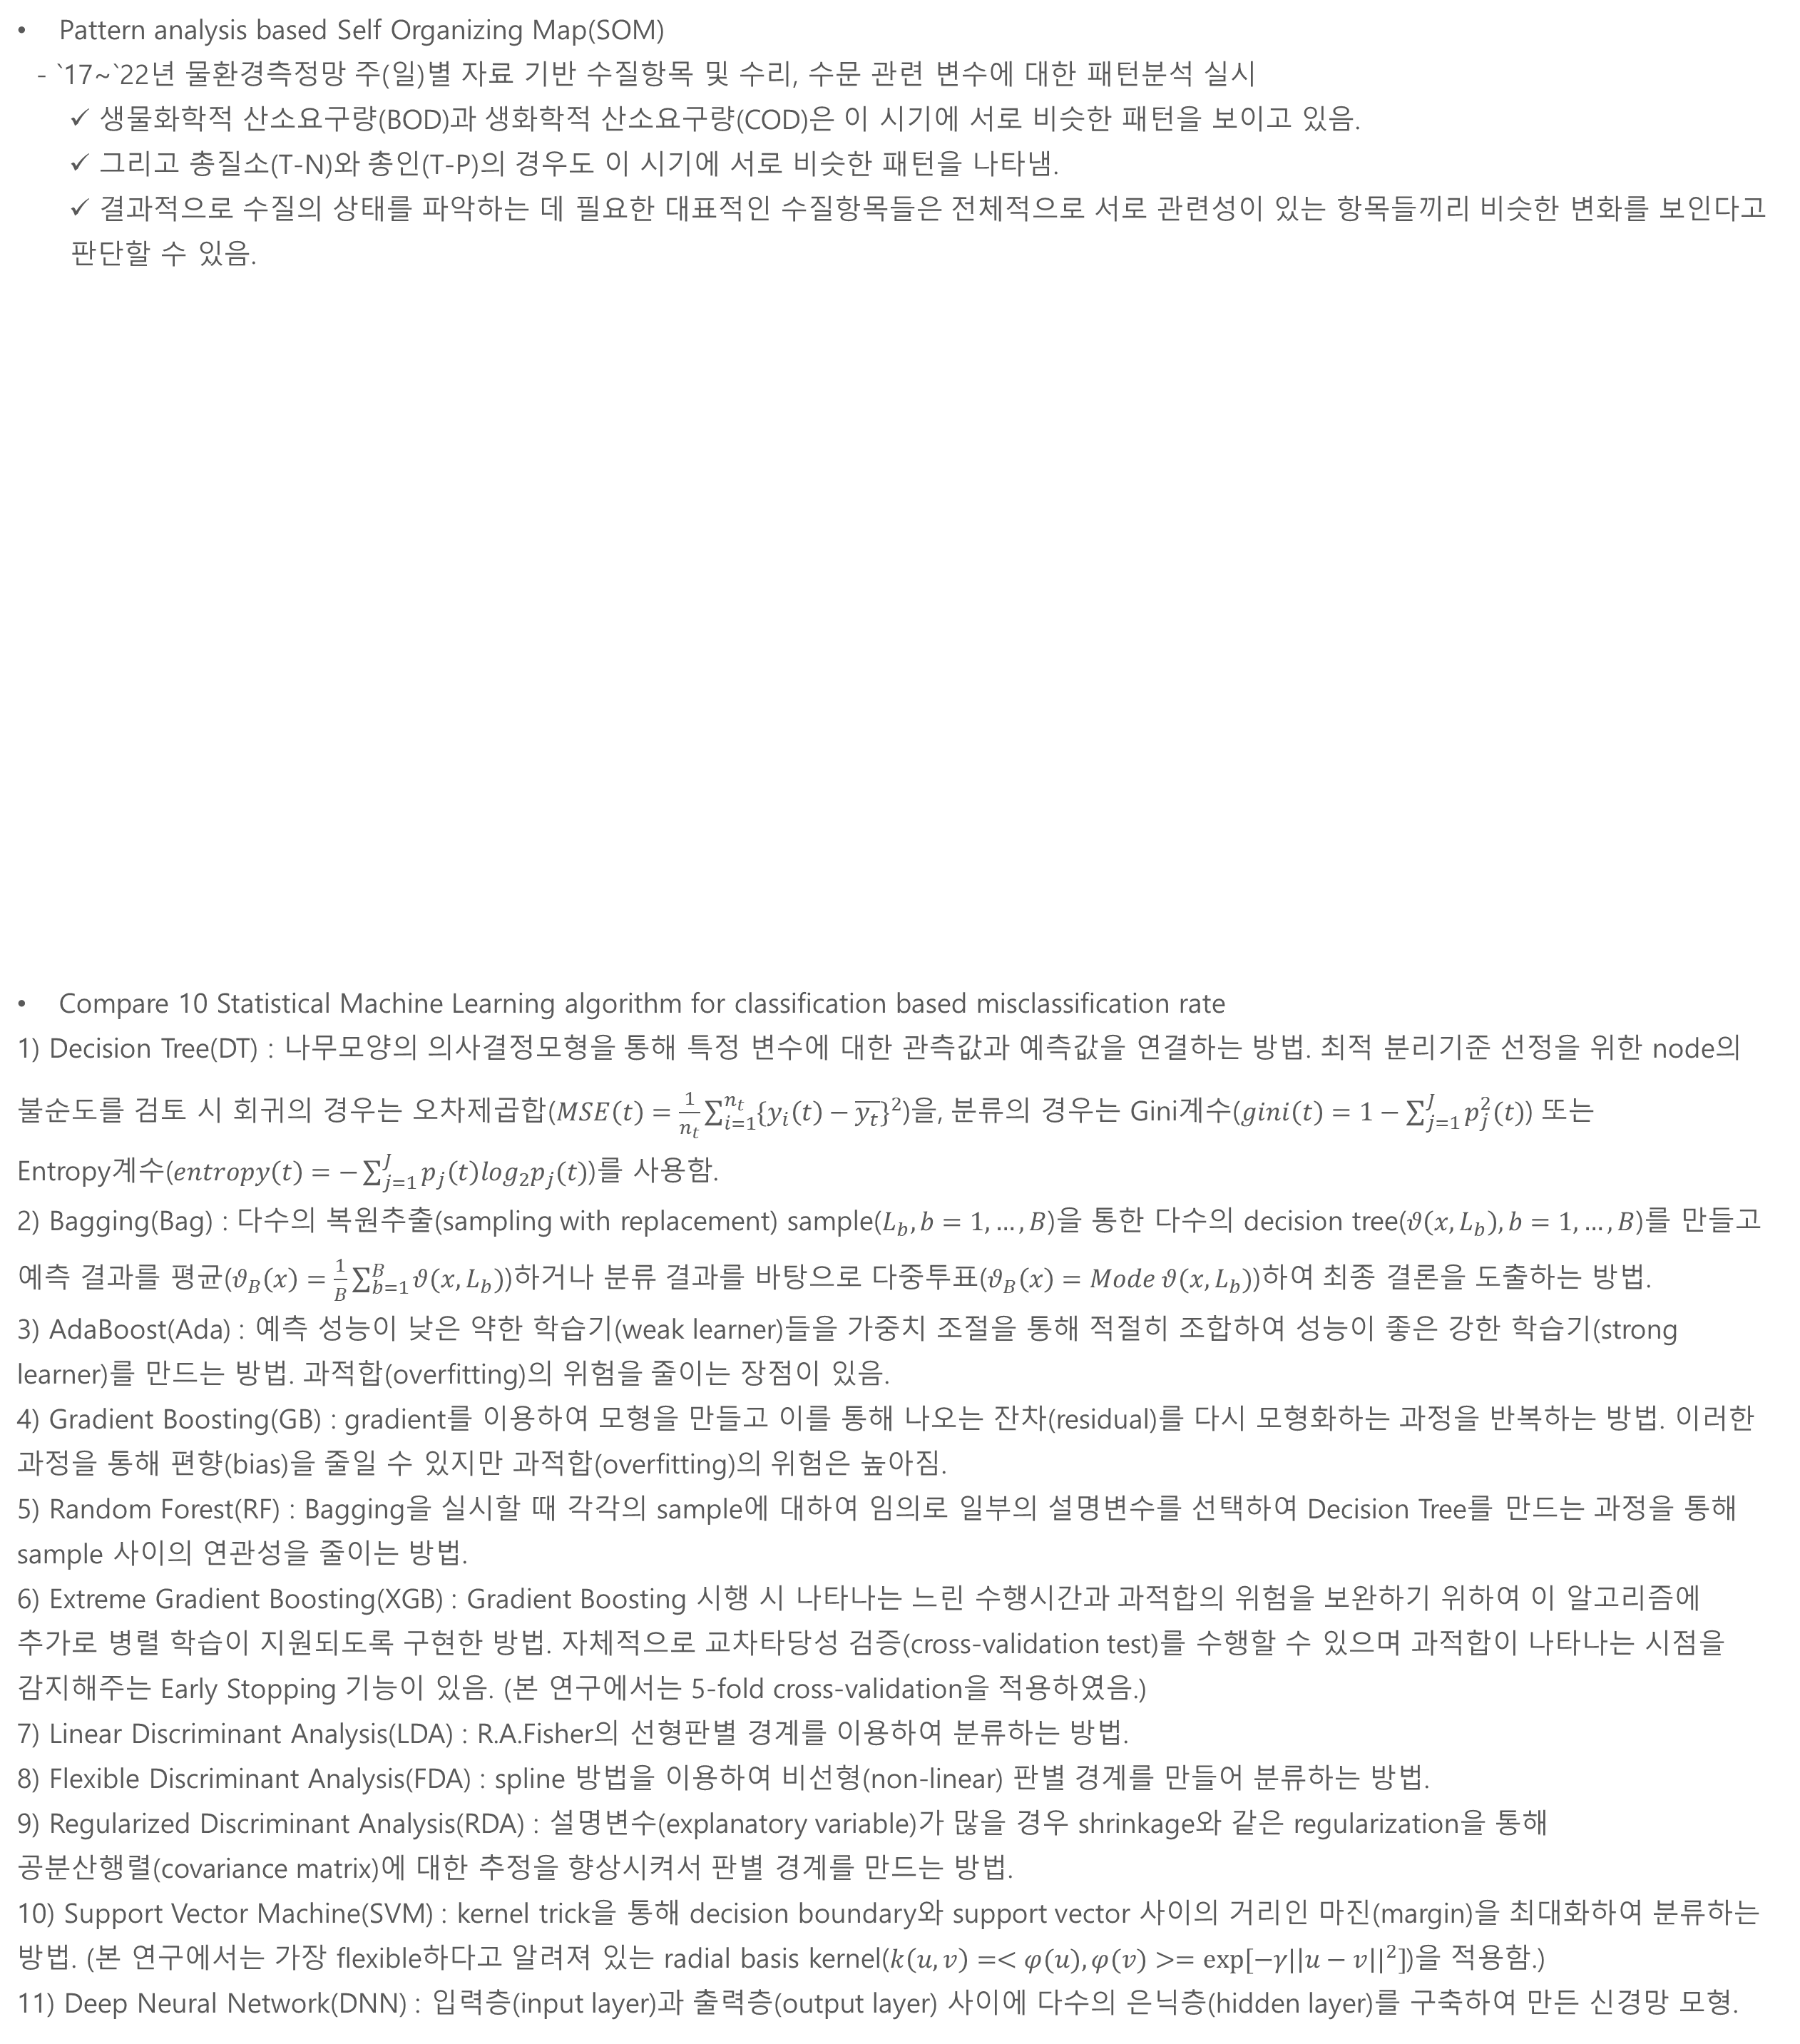 • Pattern analysis based Self Organizing Map(SOM)
- `17~`22년 물환경측정망 주(일)별 자료 기반 수질항목 및 수리, 수문 관련 변수에 대한 패턴분석 실시
✓ 생물화학적 산소요구량(BOD)과 생화학적 산소요구량(COD)은 이 시기에 서로 비슷한 패턴을 보이고 있음.
✓ 그리고 총질소(T-N)와 총인(T-P)의 경우도 이 시기에 서로 비슷한 패턴을 나타냄.
✓ 결과적으로 수질의 상태를 파악하는 데 필요한 대표적인 수질항목들은 전체적으로 서로 관련성이 있는 항목들끼리 비슷한 변화를 보인다고
판단할 수 있음.
• Compare 10 Statistical Machine Learning algorithm for classification based misclassification rate
1) Decision Tree(DT) : 나무모양의 의사결정모형을 통해 특정 변수에 대한 관측값과 예측값을 연결하는 방법. 최적 분리기준 선정을 위한 node의
불순도를 검토 시 회귀의 경우는 오차제곱합($MSE(t) = \frac{1}{n_t}\sum_{i=1}^{n_t}\{y_i(t) - \overline{y_t}\}^2$)을, 분류의 경우는 Gini계수($gini(t) = 1 - \sum_{j=1}^{J} p_j^2(t)$) 또는
Entropy계수($entropy(t) = -\sum_{j=1}^{J} p_j(t)log_2p_j(t)$)를 사용함.
2) Bagging(Bag) : 다수의 복원추출(sampling with replacement) sample($L_b, b = 1, ..., B$)을 통한 다수의 decision tree($\vartheta(x, L_b), b = 1, ..., B$)를 만들고
예측 결과를 평균($\vartheta_B(x) = \frac{1}{B}\sum_{b=1}^{B}\vartheta(x, L_b)$)하거나 분류 결과를 바탕으로 다중투표($\vartheta_B(x) = Mode\ \vartheta(x, L_b)$)하여 최종 결론을 도출하는 방법.
3) AdaBoost(Ada) : 예측 성능이 낮은 약한 학습기(weak learner)들을 가중치 조절을 통해 적절히 조합하여 성능이 좋은 강한 학습기(strong
learner)를 만드는 방법. 과적합(overfitting)의 위험을 줄이는 장점이 있음.
4) Gradient Boosting(GB) : gradient를 이용하여 모형을 만들고 이를 통해 나오는 잔차(residual)를 다시 모형화하는 과정을 반복하는 방법. 이러한
과정을 통해 편향(bias)을 줄일 수 있지만 과적합(overfitting)의 위험은 높아짐.
5) Random Forest(RF) : Bagging을 실시할 때 각각의 sample에 대하여 임의로 일부의 설명변수를 선택하여 Decision Tree를 만드는 과정을 통해
sample 사이의 연관성을 줄이는 방법.
6) Extreme Gradient Boosting(XGB) : Gradient Boosting 시행 시 나타나는 느린 수행시간과 과적합의 위험을 보완하기 위하여 이 알고리즘에
추가로 병렬 학습이 지원되도록 구현한 방법. 자체적으로 교차타당성 검증(cross-validation test)를 수행할 수 있으며 과적합이 나타나는 시점을
감지해주는 Early Stopping 기능이 있음. (본 연구에서는 5-fold cross-validation을 적용하였음.)
7) Linear Discriminant Analysis(LDA) : R.A.Fisher의 선형판별 경계를 이용하여 분류하는 방법.
8) Flexible Discriminant Analysis(FDA) : spline 방법을 이용하여 비선형(non-linear) 판별 경계를 만들어 분류하는 방법.
9) Regularized Discriminant Analysis(RDA) : 설명변수(explanatory variable)가 많을 경우 shrinkage와 같은 regularization을 통해
공분산행렬(covariance matrix)에 대한 추정을 향상시켜서 판별 경계를 만드는 방법.
10) Support Vector Machine(SVM) : kernel trick을 통해 decision boundary와 support vector 사이의 거리인 마진(margin)을 최대화하여 분류하는
방법. (본 연구에서는 가장 flexible하다고 알려져 있는 radial basis kernel($k(u, v) =< \varphi(u), \varphi(v) >= \exp[-\gamma||u - v||^2]$)을 적용함.)
11) Deep Neural Network(DNN) : 입력층(input layer)과 출력층(output layer) 사이에 다수의 은닉층(hidden layer)를 구축하여 만든 신경망 모형.